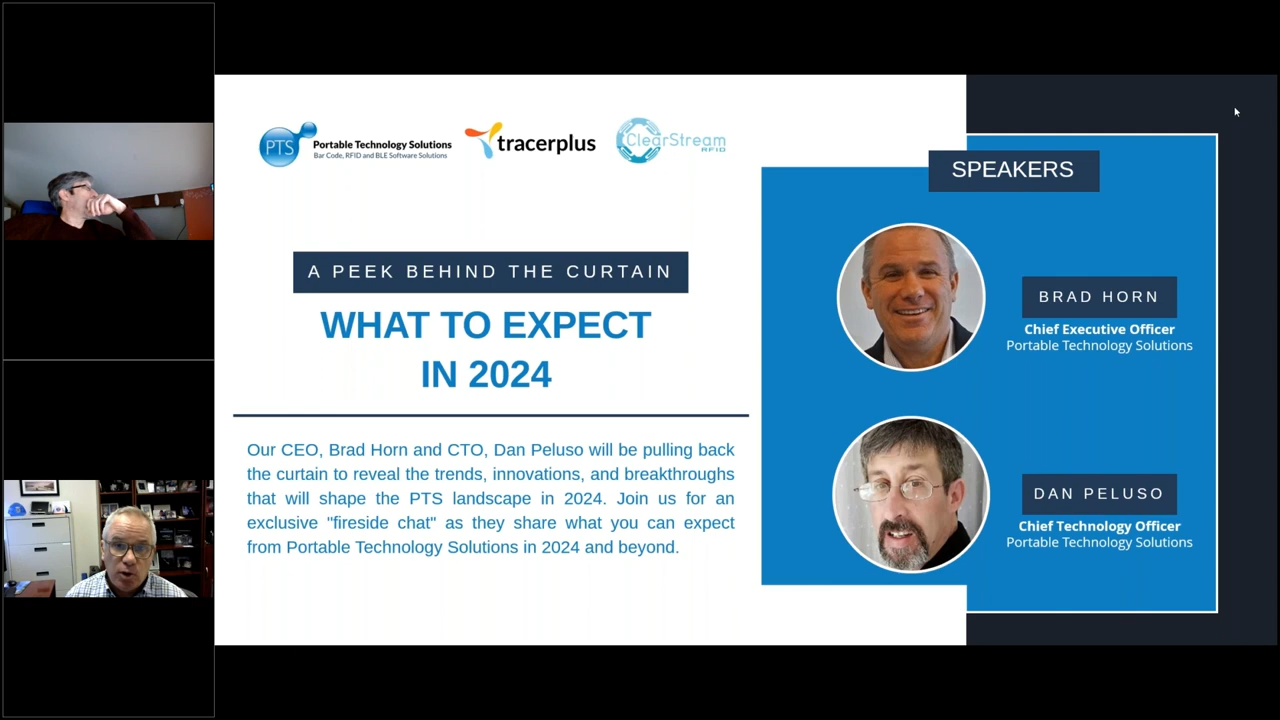 PTS
Portable Technology Solutions
Bar Code, RFID and BLE Software Solutions
tracerplus
ClearStream
RFID
A PEEK BEHIND THE CURTAIN
WHAT TO EXPECT
IN 2024
Our CEO, Brad Horn and CTO, Dan Peluso will be pulling back
the curtain to reveal the trends, innovations, and breakthroughs
that will shape the PTS landscape in 2024. Join us for an
exclusive "fireside chat" as they share what you can expect
from Portable Technology Solutions in 2024 and beyond.
SPEAKERS
BRAD HORN
Chief Executive Officer
Portable Technology Solutions
DAN PELUSO
Chief Technology Officer
Portable Technology Solutions